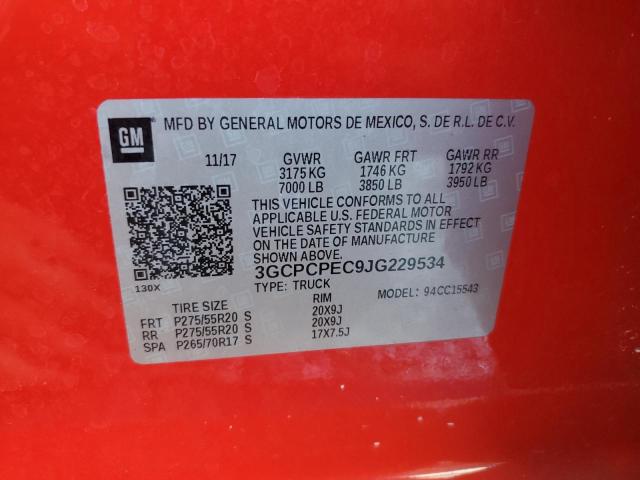 GM MFD BY GENERAL MOTORS DE MEXICO, S. DE R.L. DE C.V.
11/17 GVWR GAWR FRT GAWR RR
3175 KG 1746 KG 1792 KG
7000 LB 3850 LB 3950 LB
THIS VEHICLE CONFORMS TO ALL
APPLICABLE U.S. FEDERAL MOTOR
VEHICLE SAFETY STANDARDS IN EFFECT
ON THE DATE OF MANUFACTURE SHOWN ABOVE.
130X 3GCPCPEC9JG229534
TYPE: TRUCK MODEL: 94CC15543
TIRE SIZE RIM
FRT P275/55R20 S 20X9J
RR P275/55R20 S 20X9J
SPA P265/70R17 S 17X7.5J